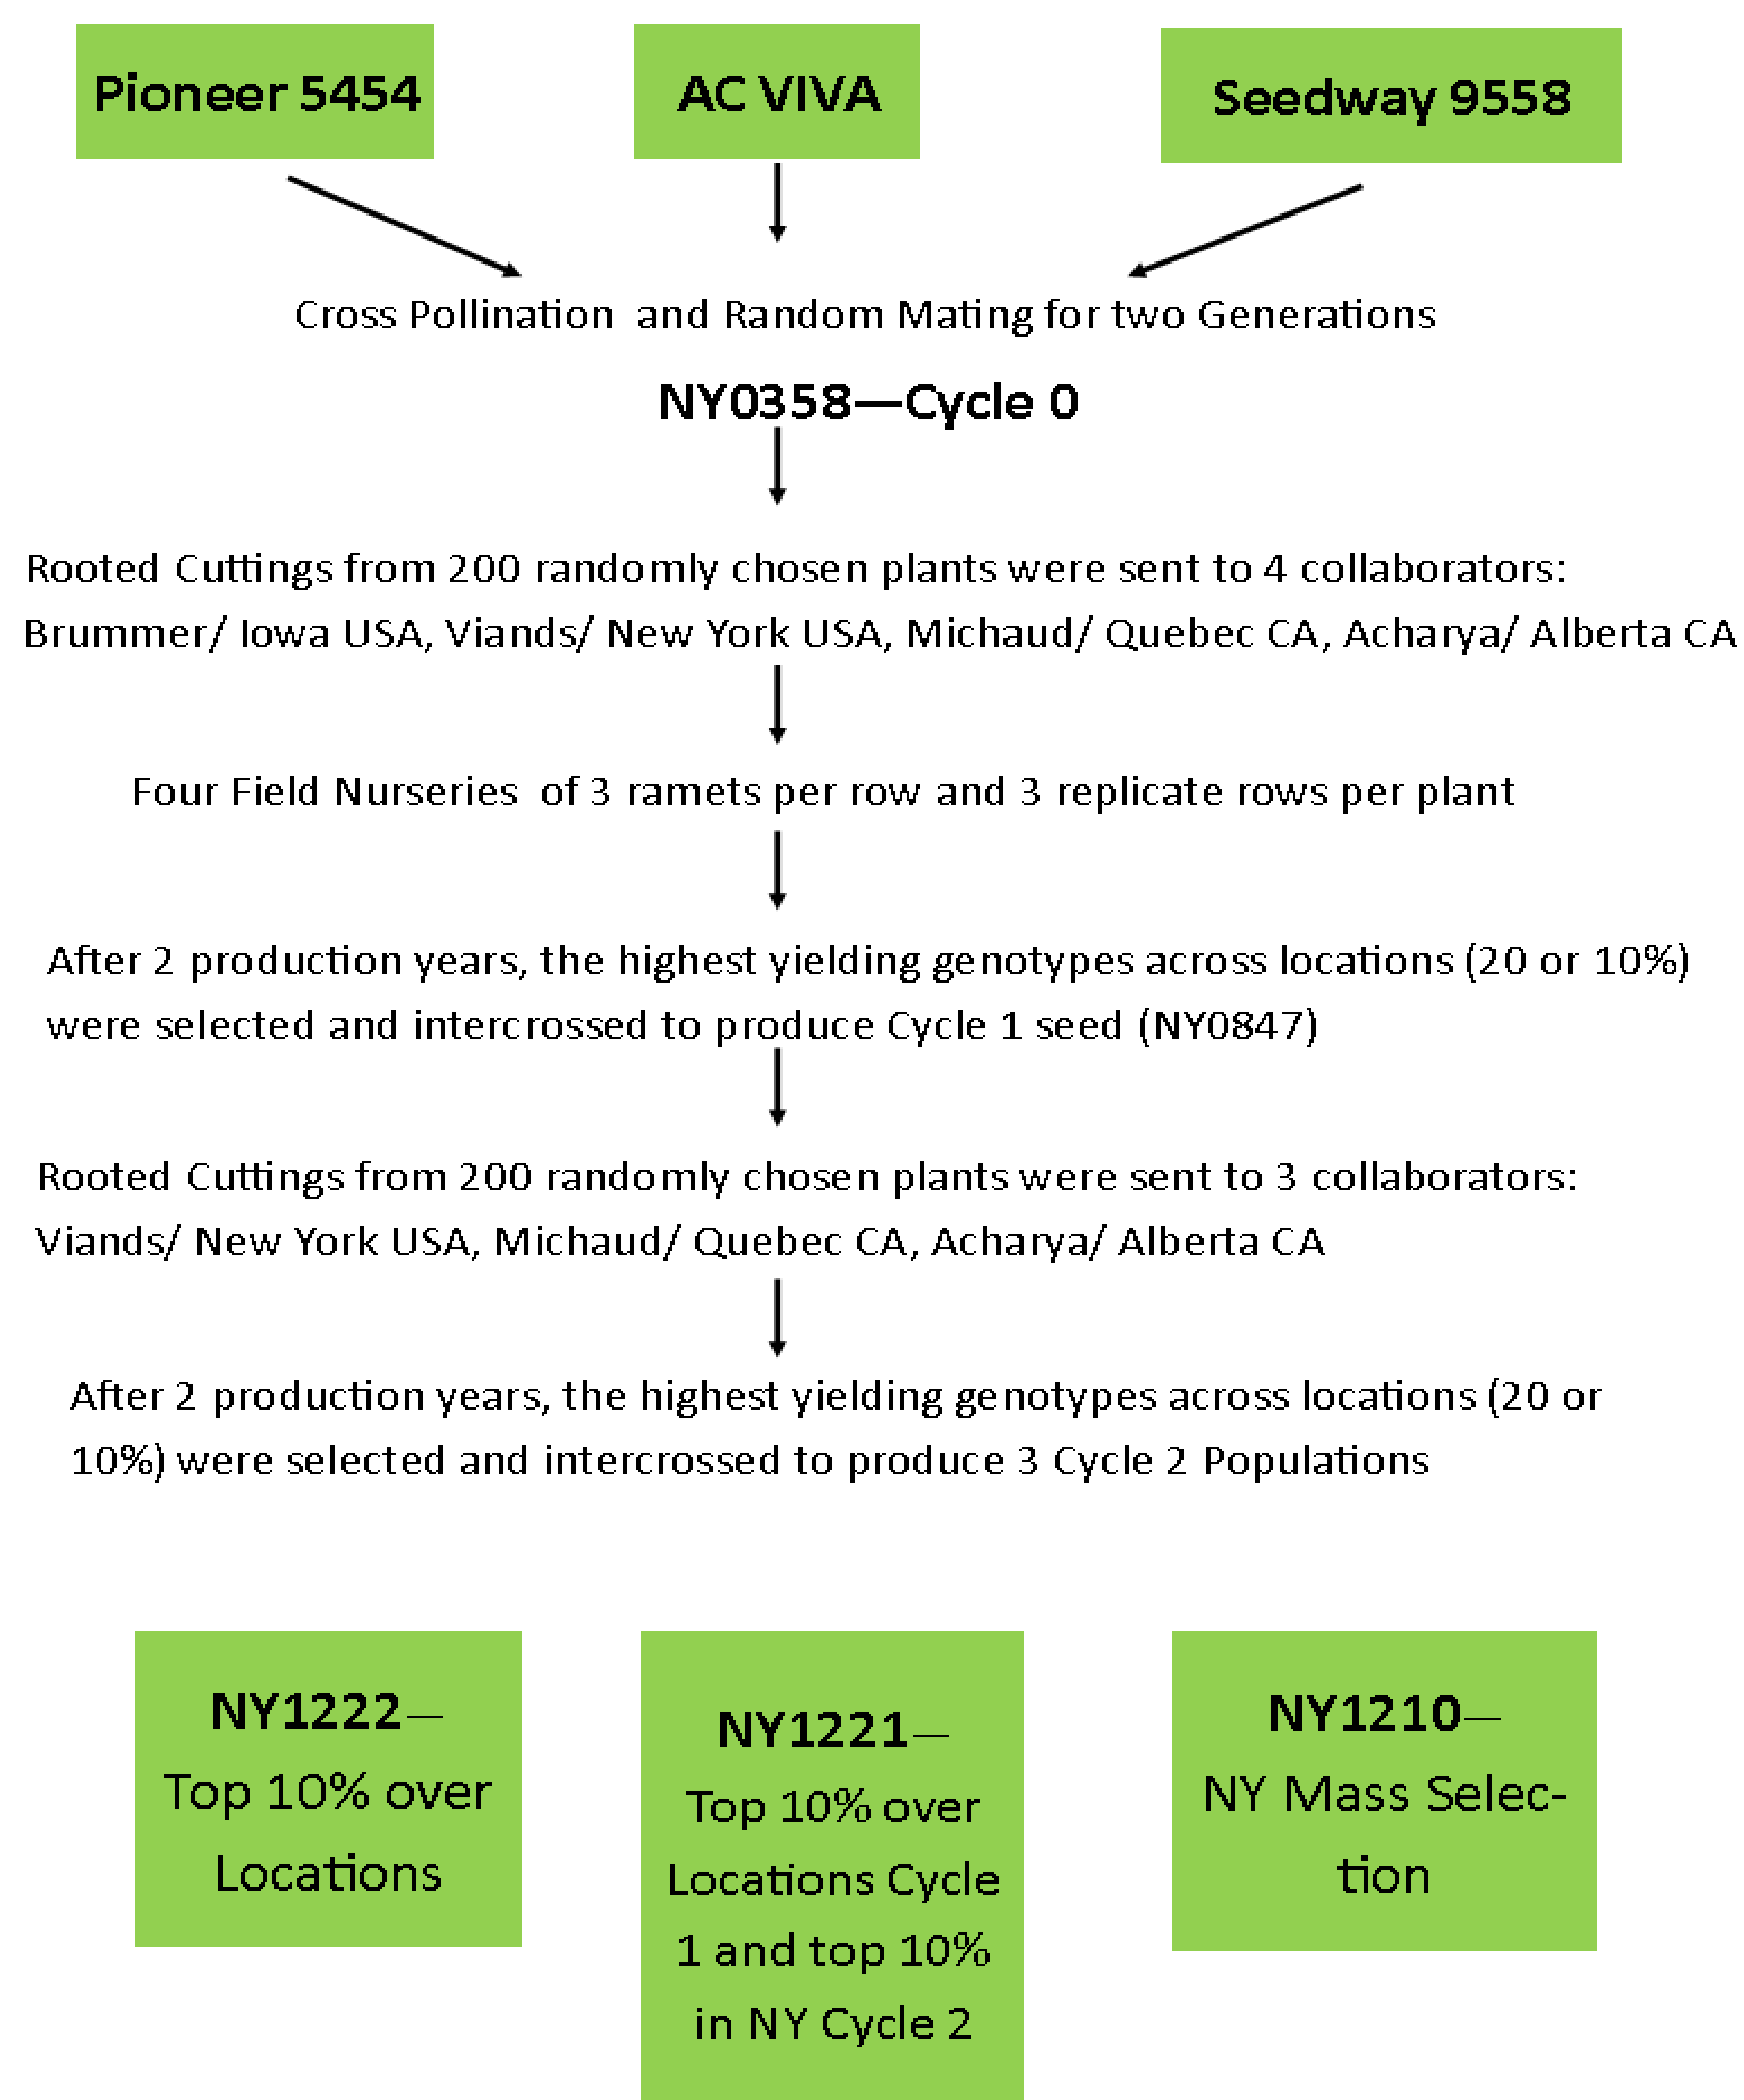 Pioneer 5454
AC VIVA
Seedway 9558
Cross Pollination and Random Mating for two Generations
NY0358—Cycle 0
Rooted Cuttings from 200 randomly chosen plants were sent to 4 collaborators:
Brummer/ Iowa USA, Viands/ New York USA, Michaud/ Quebec CA, Acharya/ Alberta CA
Four Field Nurseries of 3 ramets per row and 3 replicate rows per plant
After 2 production years, the highest yielding genotypes across locations (20 or 10%)
were selected and intercrossed to produce Cycle 1 seed (NY0847)
Rooted Cuttings from 200 randomly chosen plants were sent to 3 collaborators:
Viands/ New York USA, Michaud/ Quebec CA, Acharya/ Alberta CA
After 2 production years, the highest yielding genotypes across locations (20 or
10%) were selected and intercrossed to produce 3 Cycle 2 Populations
NY1222—
Top 10% over
Locations
NY1221—
Top 10% over
Locations Cycle
1 and top 10%
in NY Cycle 2
NY1210—
NY Mass Selec-
tion